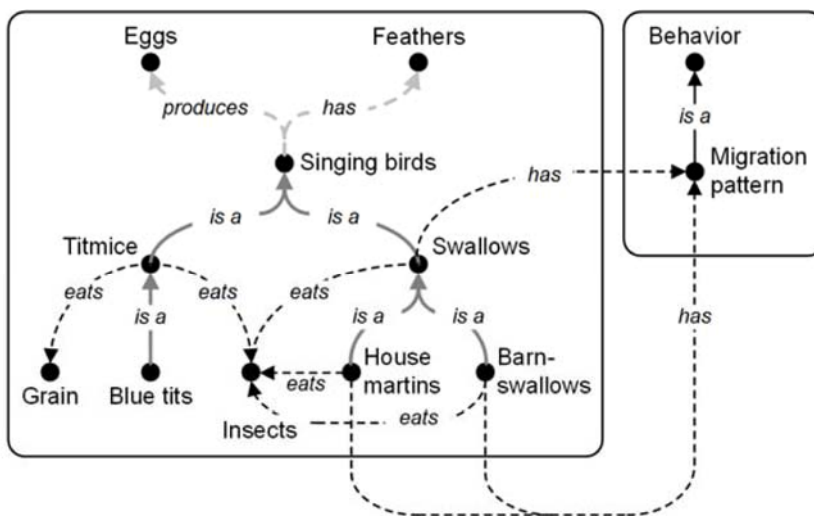 Eggs
Feathers
Behavior
produces
has
is a
Singing birds
has
Migration
pattern
is a
is a
Titmice
Swallows
eats
eats
eats
is a
is a
is a
has
House
martins
Barn-
swallows
eats
Grain
Blue tits
eats
Insects